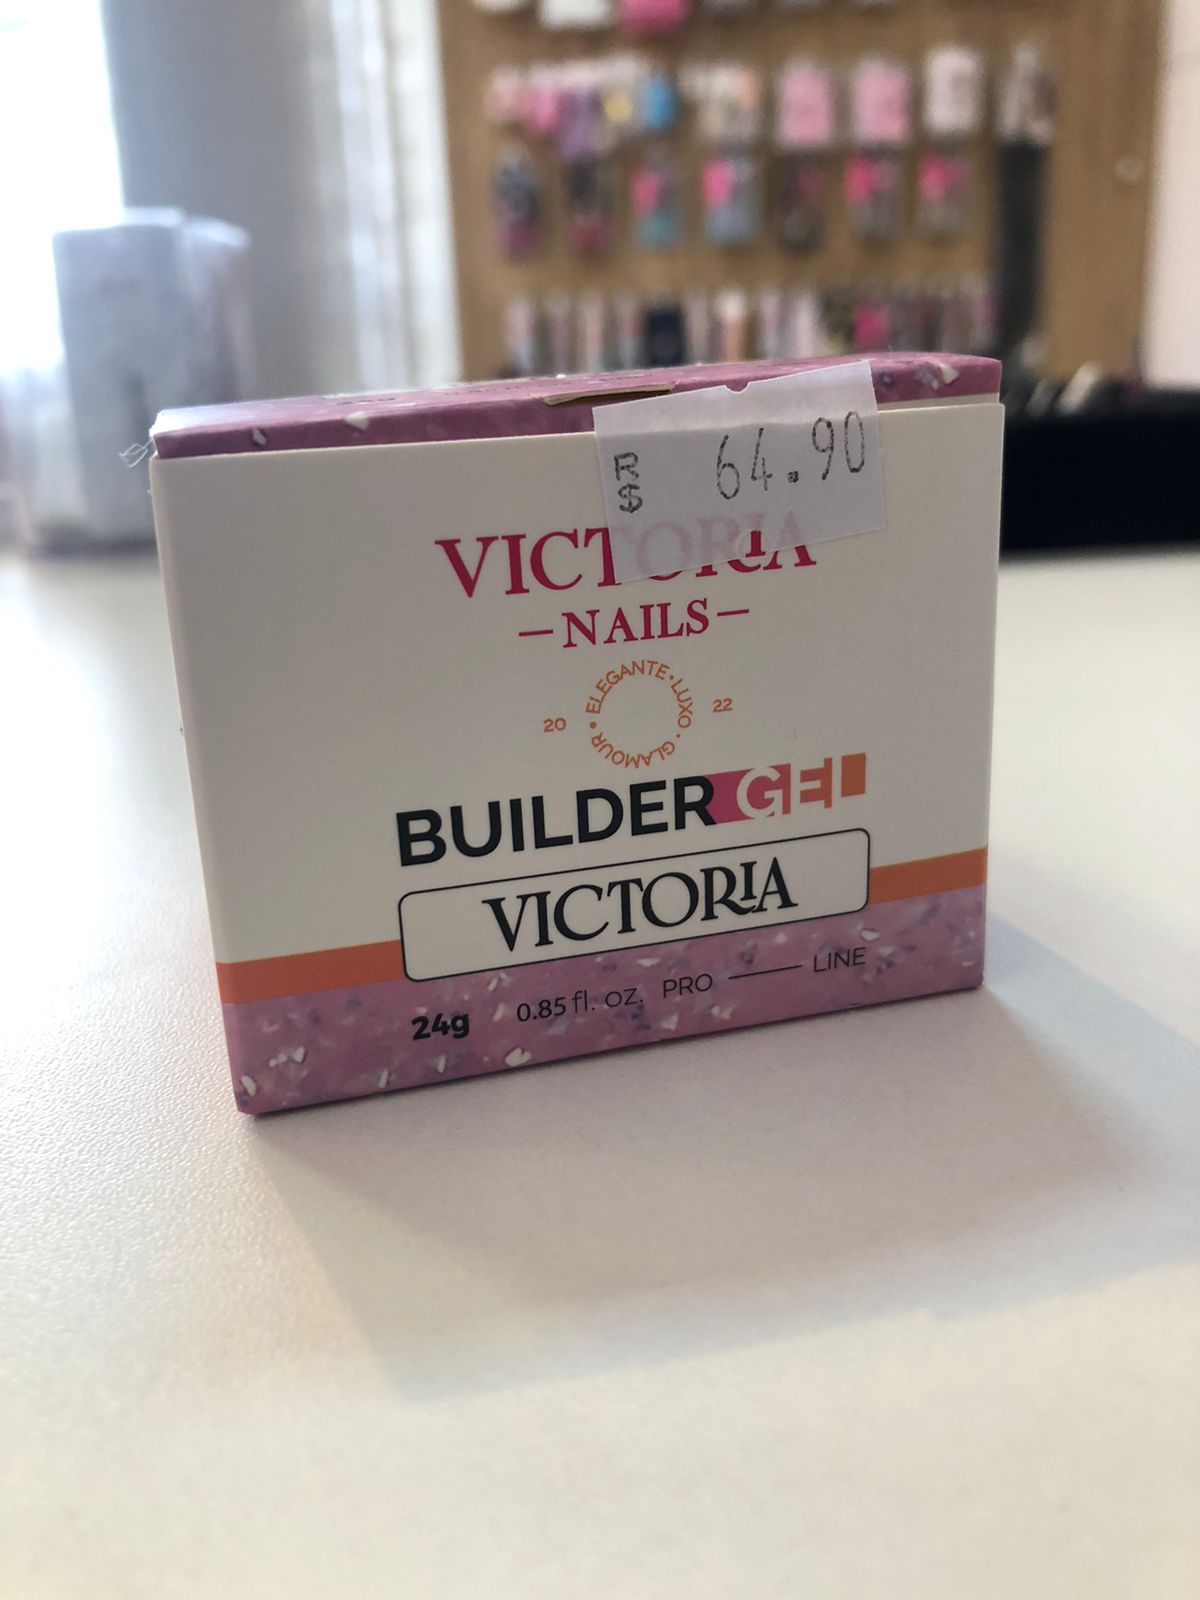 R$ 64.90
VICTORIA
NAILS
ELEGANTE • LUXO • GLAMOUR •
20 22
BUILDER GEL
VICTORIA
24g 0.85 fl. oz. PRO LINE